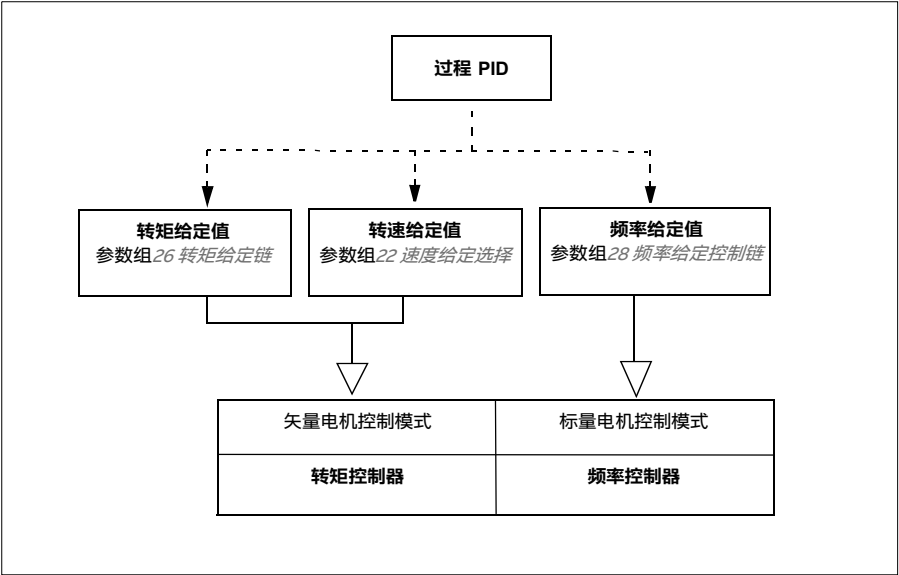 过程 PID
转矩给定值
参数组26 转矩给定链
转速给定值
参数组22 速度给定选择
频率给定值
参数组28 频率给定控制链
矢量电机控制模式
标量电机控制模式
转矩控制器
频率控制器